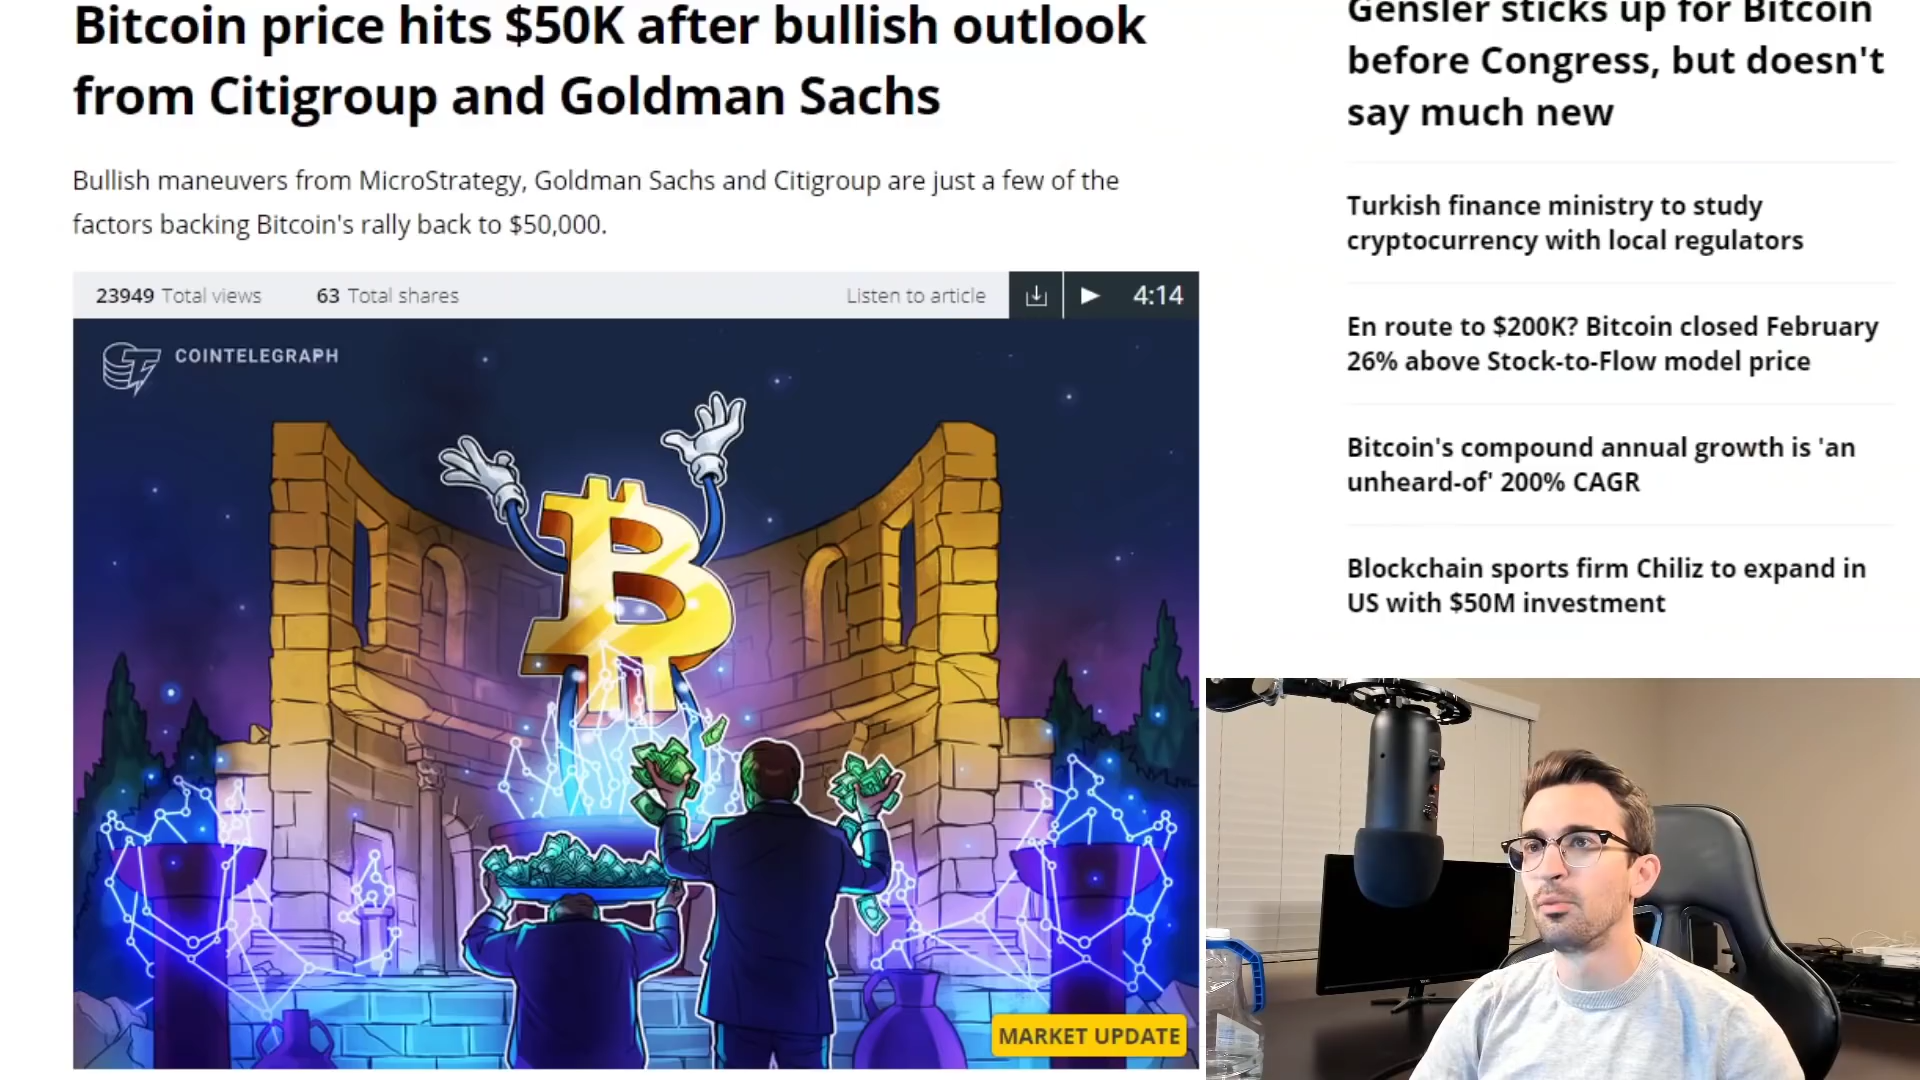 Bitcoin price hits $50K after bullish outlook
from Citigroup and Goldman Sachs
Bullish maneuvers from MicroStrategy, Goldman Sachs and Citigroup are just a few of the
factors backing Bitcoin's rally back to $50,000.
23949 Total views 63 Total shares Listen to article 4:14
COINTELEGRAPH
MARKET UPDATE
Gensler sticks up for Bitcoin
before Congress, but doesn't
say much new
Turkish finance ministry to study
cryptocurrency with local regulators
En route to $200K? Bitcoin closed February
26% above Stock-to-Flow model price
Bitcoin's compound annual growth is 'an
unheard-of' 200% CAGR
Blockchain sports firm Chiliz to expand in
US with $50M investment